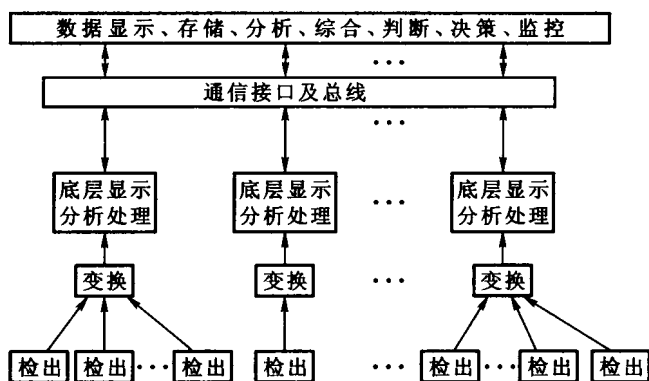 数据显示、存储、分析、综合、判断、决策、监控
...
通信接口及总线
...
底层显示 底层显示 底层显示
分析处理 分析处理 ... 分析处理
变换 变换 ... 变换
检出 检出 ... 检出 检出 ... 检出 ... 检出 检出